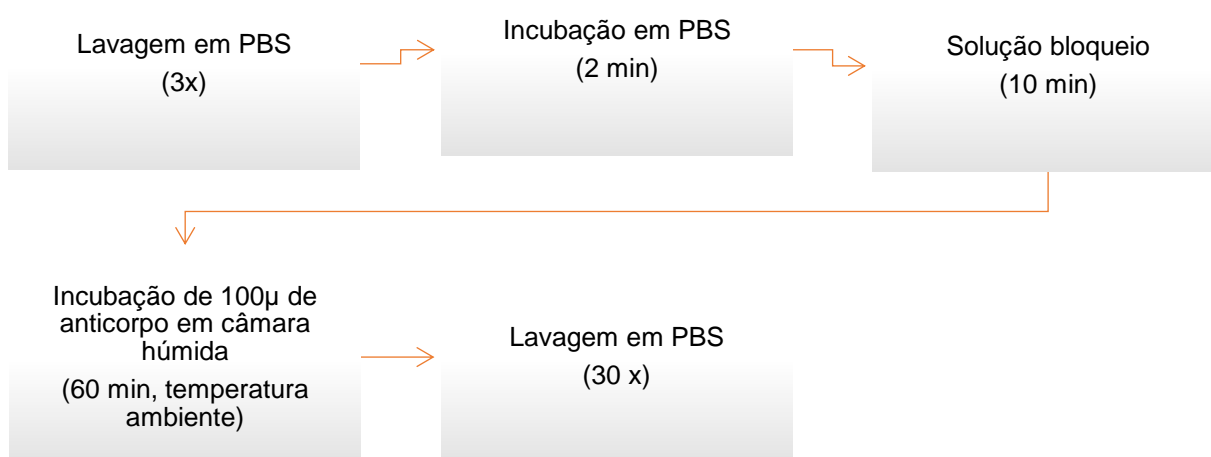 Lavagem em PBS
(3x)
Incubação em PBS
(2 min)
Solução bloqueio
(10 min)
Incubação de 100μ de
anticorpo em câmara
húmida
(60 min, temperatura
ambiente)
Lavagem em PBS
(30 x)